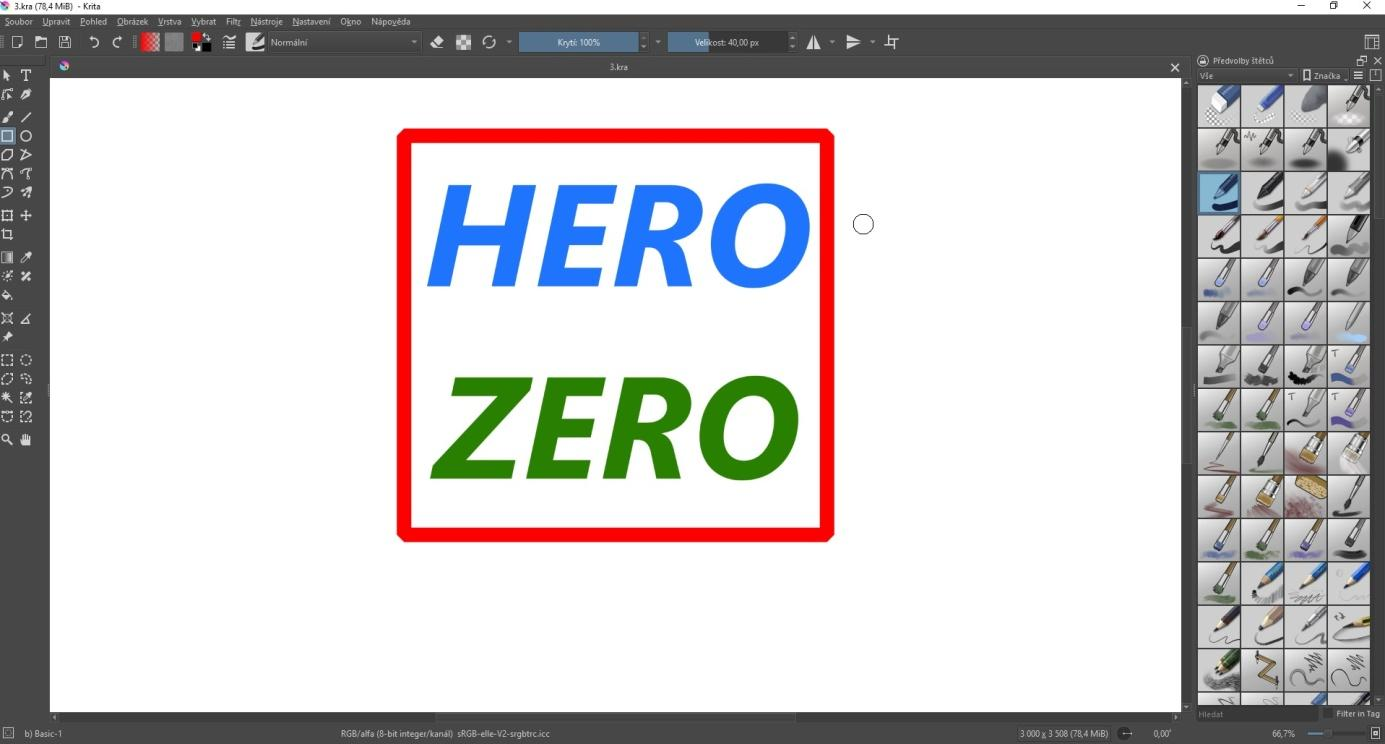 3.kra (78,4 MiB) - Krita
Soubor Upravit Pohled Obrázek Vrstva Vybrat Filtr Nástroje Nastavení Okno Nápověda
Normální Krytí: 100% Velikost: 40,00 px
3.kra
Předvolby štětců
Vše Značka
HERO
ZERO
Hledat Filter in Tag
b) Basic-1 RGB/alfa (8-bit integer/kanál) sRGB-elle-V2-srgbtrc.icc 3 000 x 3 508 (78,4 MiB) 0,00° 66,7%